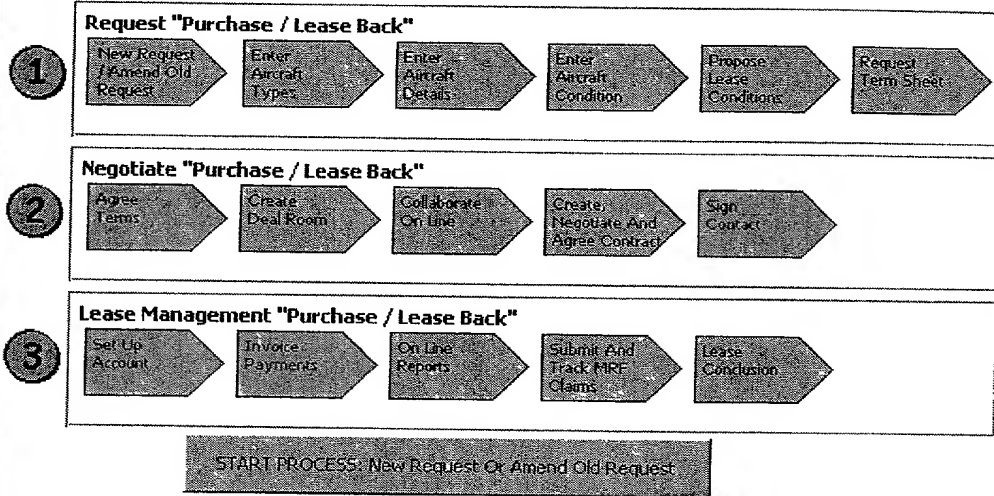 Request "Purchase / Lease Back"
1
New Request
/ Amend Old
Request
Enter
Aircraft
Types
Enter
Aircraft
Details
Enter
Aircraft
Condition
Propose
Lease
Conditions
Request
Term Sheet
Negotiate "Purchase / Lease Back"
2
Agree
Terms
Create
Deal Room
Collaborate
On Line
Create,
Negotiate And
Agree Contract
Sign
Contact
Lease Management "Purchase / Lease Back"
3
Set Up
Account
Invoice
Payments
On Line
Reports
Submit And
Track MRF
Claims
Lease
Conclusion
START PROCESS: New Request Or Amend Old Request